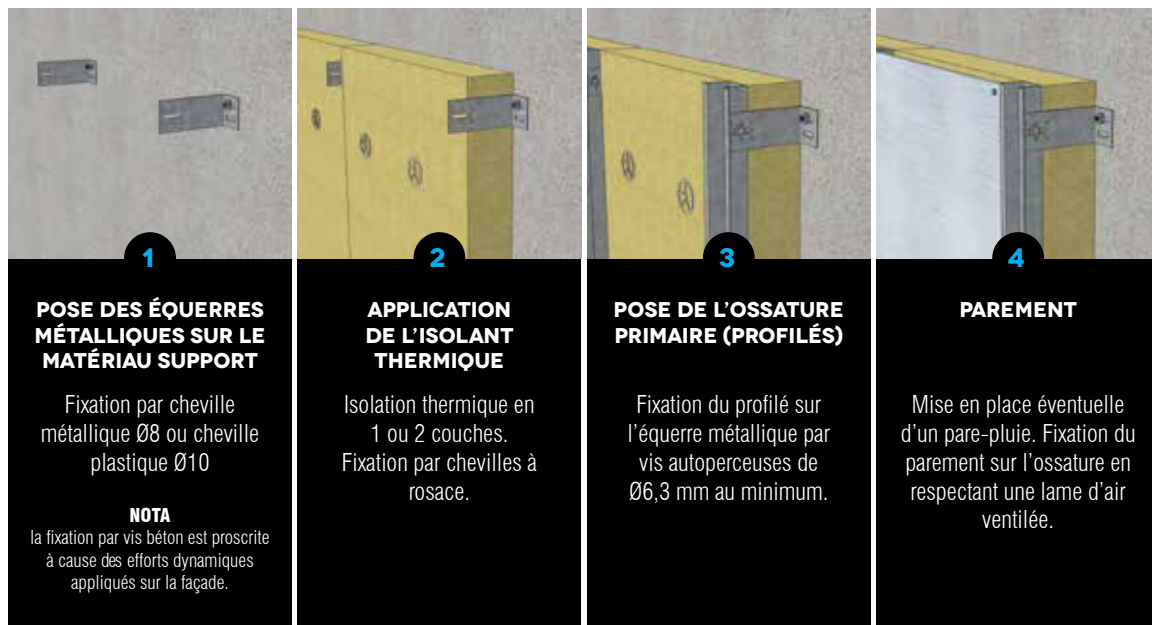 1
POSE DES ÉQUERRES
MÉTALLIQUES SUR LE
MATÉRIAU SUPPORT
Fixation par cheville
métallique Ø8 ou cheville
plastique Ø10
NOTA
la fixation par vis béton est proscrite
à cause des efforts dynamiques
appliqués sur la façade.
2
APPLICATION
DE L’ISOLANT
THERMIQUE
Isolation thermique en
1 ou 2 couches.
Fixation par chevilles à
rosace.
3
POSE DE L’OSSATURE
PRIMAIRE (PROFILÉS)
Fixation du profilé sur
l’équerre métallique par
vis autoperceuses de
Ø6,3 mm au minimum.
4
PAREMENT
Mise en place éventuelle
d’un pare-pluie. Fixation du
parement sur l’ossature en
respectant une lame d’air
ventilée.